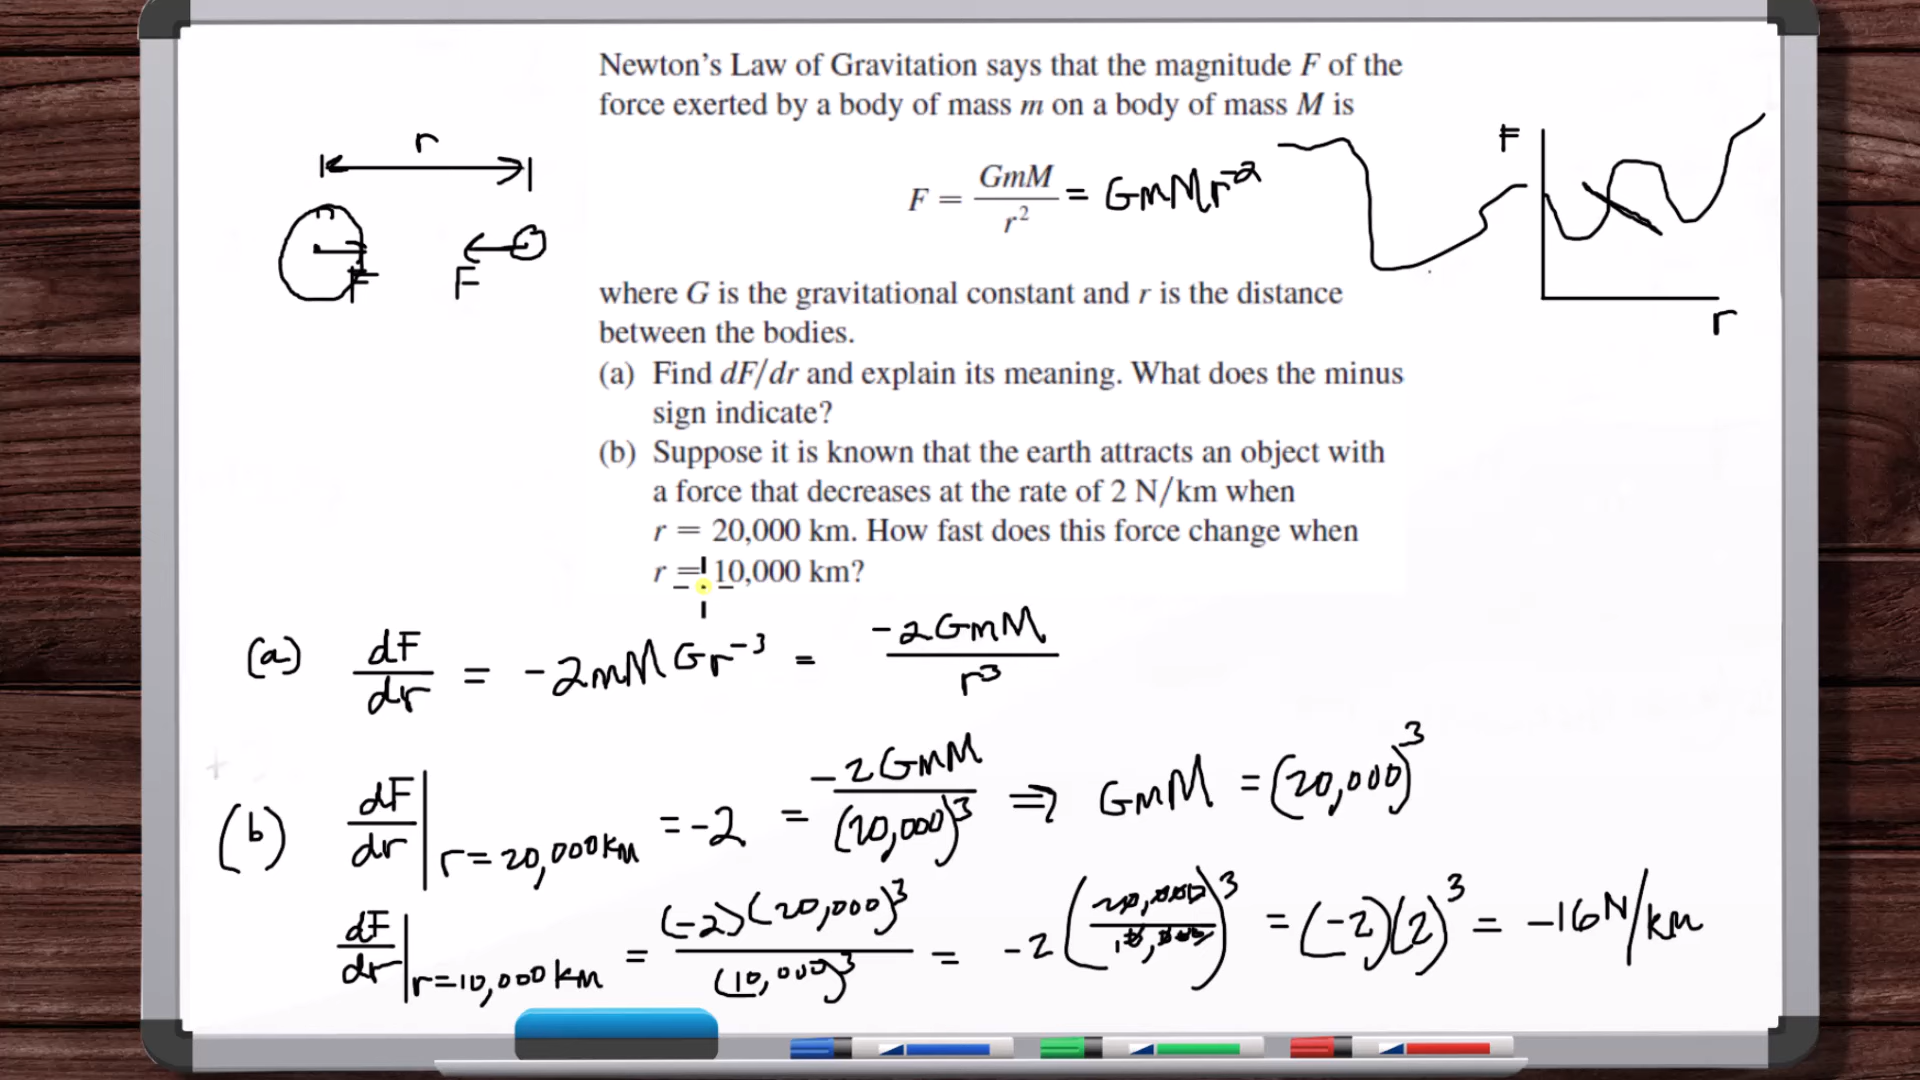 Newton's Law of Gravitation says that the magnitude F of the
force exerted by a body of mass m on a body of mass M is
F = GmM / r² = GmMr⁻²
r
F
F
F
r
where G is the gravitational constant and r is the distance
between the bodies.
(a) Find dF/dr and explain its meaning. What does the minus
sign indicate?
(b) Suppose it is known that the earth attracts an object with
a force that decreases at the rate of 2 N/km when
r = 20,000 km. How fast does this force change when
r = 10,000 km?
(a) dF/dr = -2mMGr⁻³ = -2GmM / r³
(b) dF/dr | r=20,000km = -2 = -2GmM / (20,000)³ ⇒ GmM = (20,000)³
dF/dr | r=10,000km = (-2)(20,000)³ / (10,000)³ = -2(20,000 / 10,000)³ = (-2)(2)³ = -16N/km